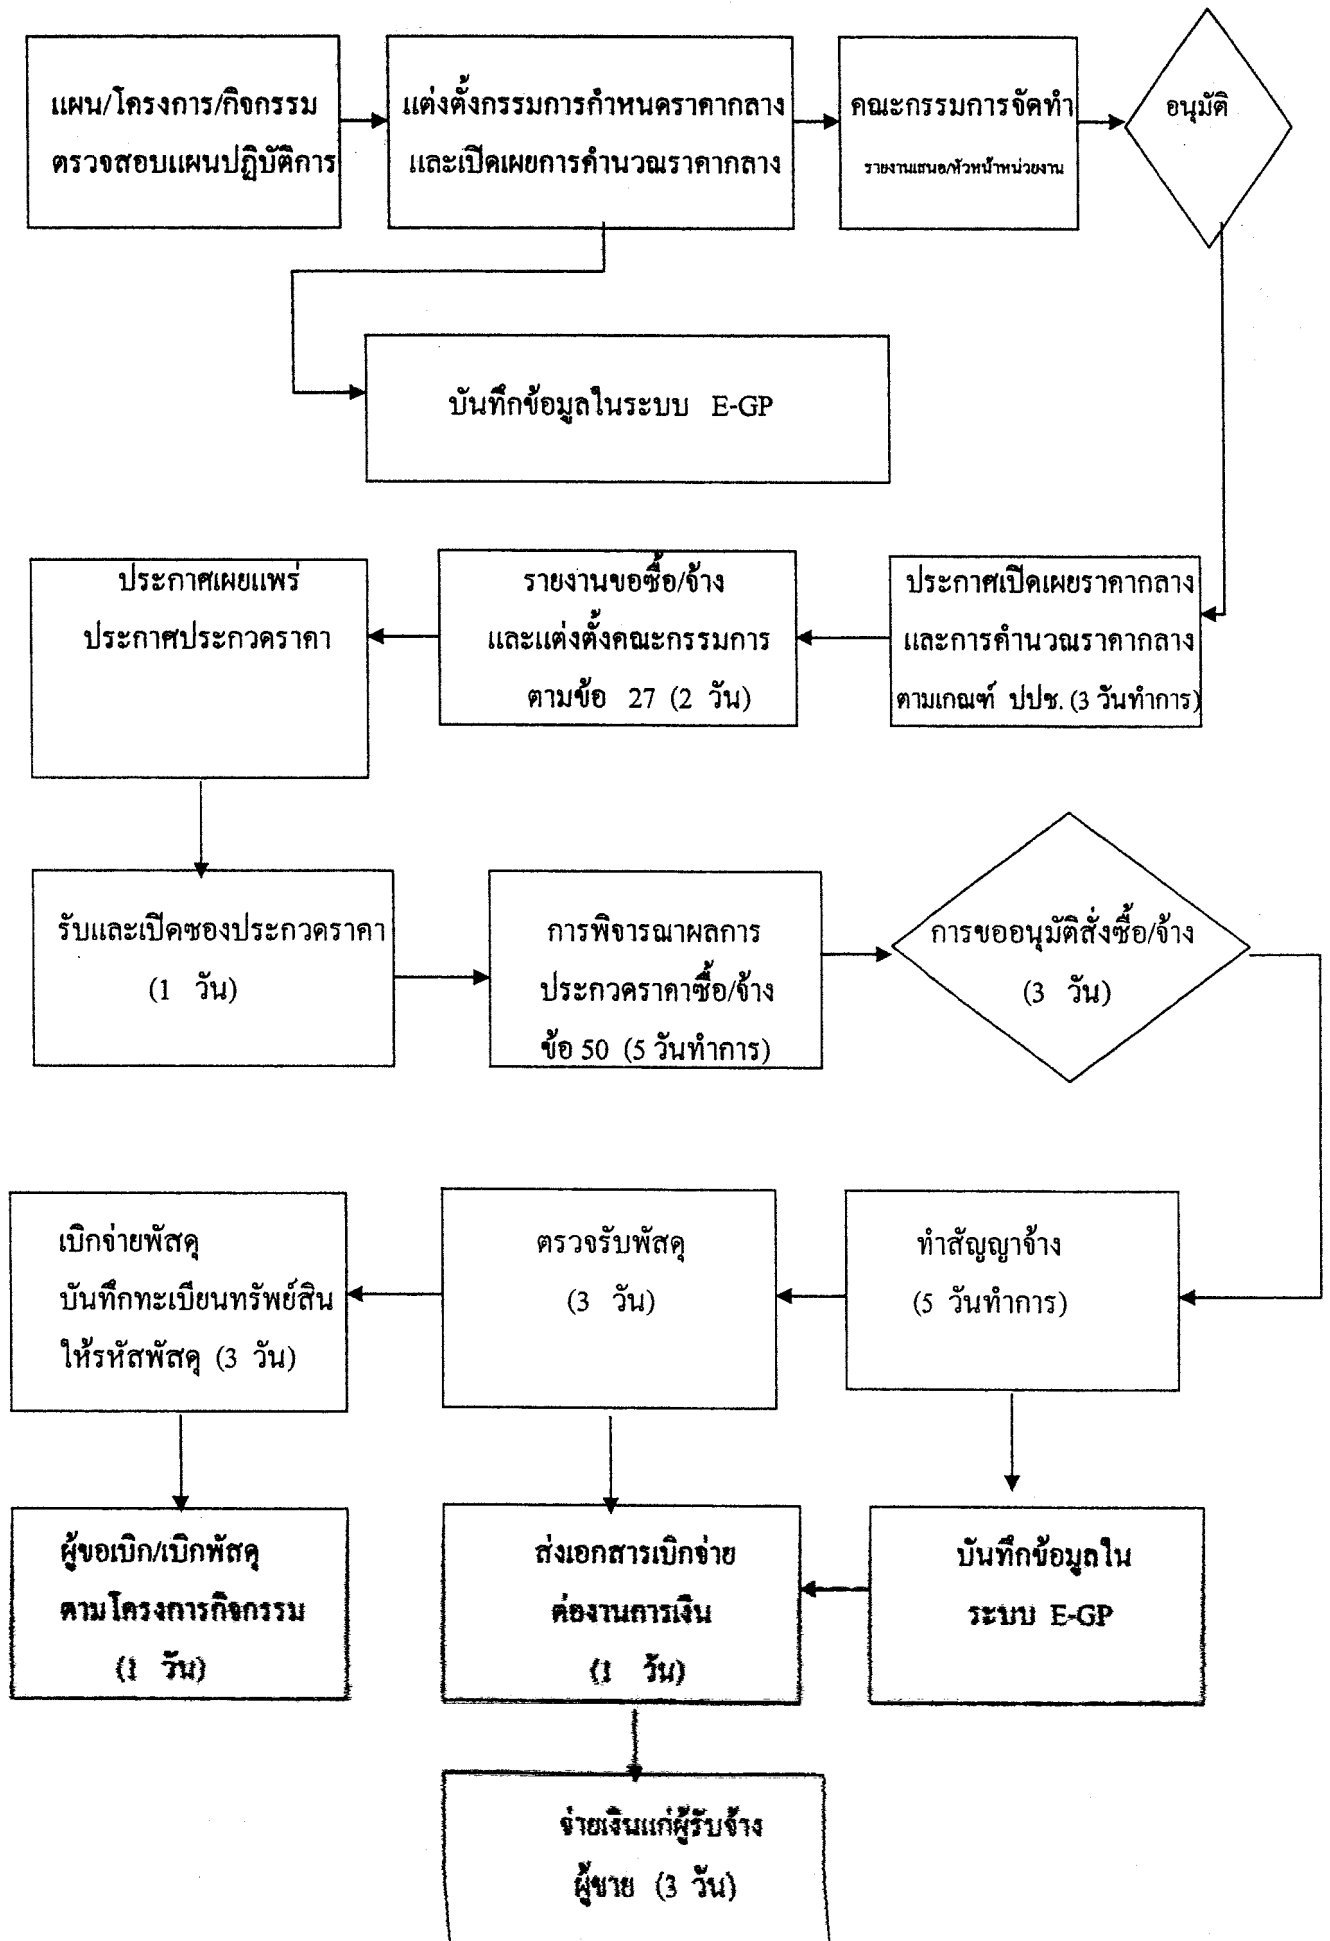 แผน/โครงการ/กิจกรรม
ตรวจสอบแผนปฏิบัติการ
แต่งตั้งกรรมการกำหนดราคากลาง
และเปิดเผยการคำนวณราคากลาง
คณะกรรมการจัดทำ
รายงานเสนอ/หัวหน้าหน่วยงาน
อนุมัติ
บันทึกข้อมูลในระบบ E-GP
ประกาศเผยแพร่
ประกาศประกวดราคา
รายงานขอซื้อ/จ้าง
และแต่งตั้งคณะกรรมการ
ตามข้อ 27 (2 วัน)
ประกาศเปิดเผยราคากลาง
และการคำนวณราคากลาง
ตามเกณฑ์ ปปช. (3 วันทำการ)
รับและเปิดซองประกวดราคา
(1 วัน)
การพิจารณาผลการ
ประกวดราคาซื้อ/จ้าง
ข้อ 50 (5 วันทำการ)
การขออนุมัติสั่งซื้อ/จ้าง
(3 วัน)
เบิกจ่ายพัสดุ
บันทึกทะเบียนทรัพย์สิน
ให้รหัสพัสดุ (3 วัน)
ตรวจรับพัสดุ
(3 วัน)
ทำสัญญาจ้าง
(5 วันทำการ)
ผู้ขอเบิก/เบิกพัสดุ
ตามโครงการกิจกรรม
(1 วัน)
ส่งเอกสารเบิกจ่าย
ต่องานการเงิน
(1 วัน)
บันทึกข้อมูลใน
ระบบ E-GP
จ่ายเงินแก่ผู้รับจ้าง
ผู้ขาย (3 วัน)